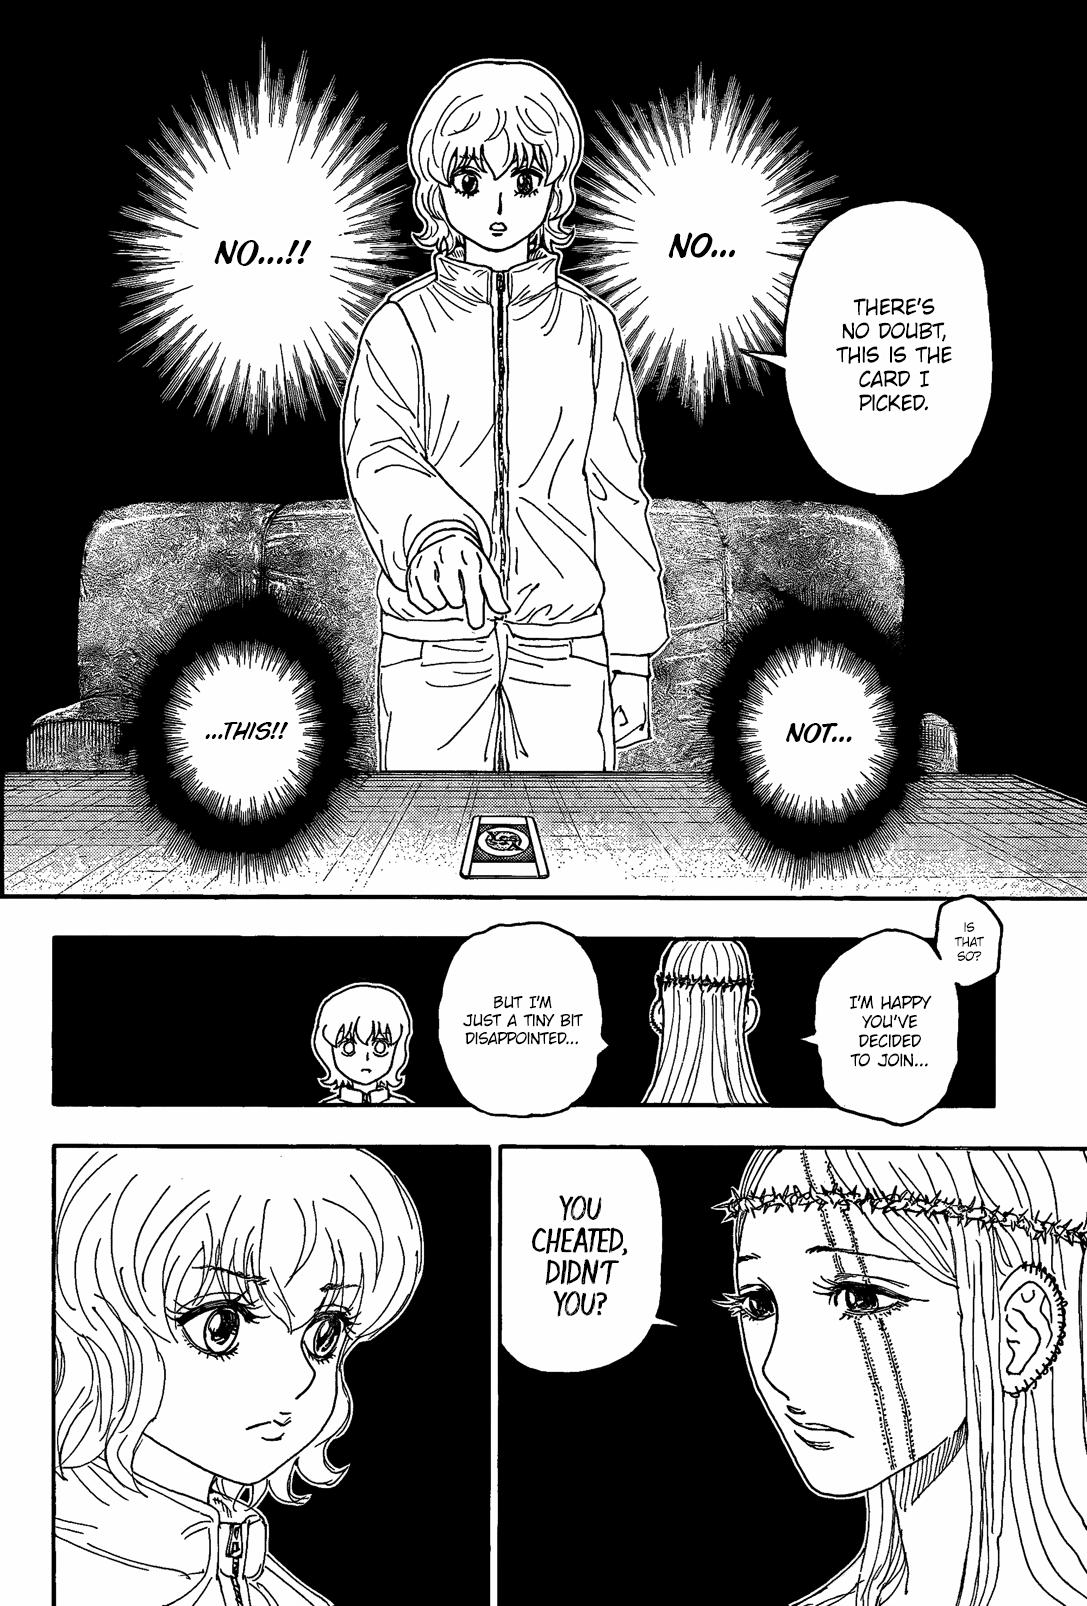 THERE'S
NO DOUBT,
THIS IS THE
CARD I
PICKED.
NO...
NO...!!
NOT...
...THIS!!
IS
THAT
SO?
I'M HAPPY
YOU'VE
DECIDED
TO JOIN...
BUT I'M
JUST A TINY BIT
DISAPPOINTED...
YOU
CHEATED,
DIDN'T
YOU?